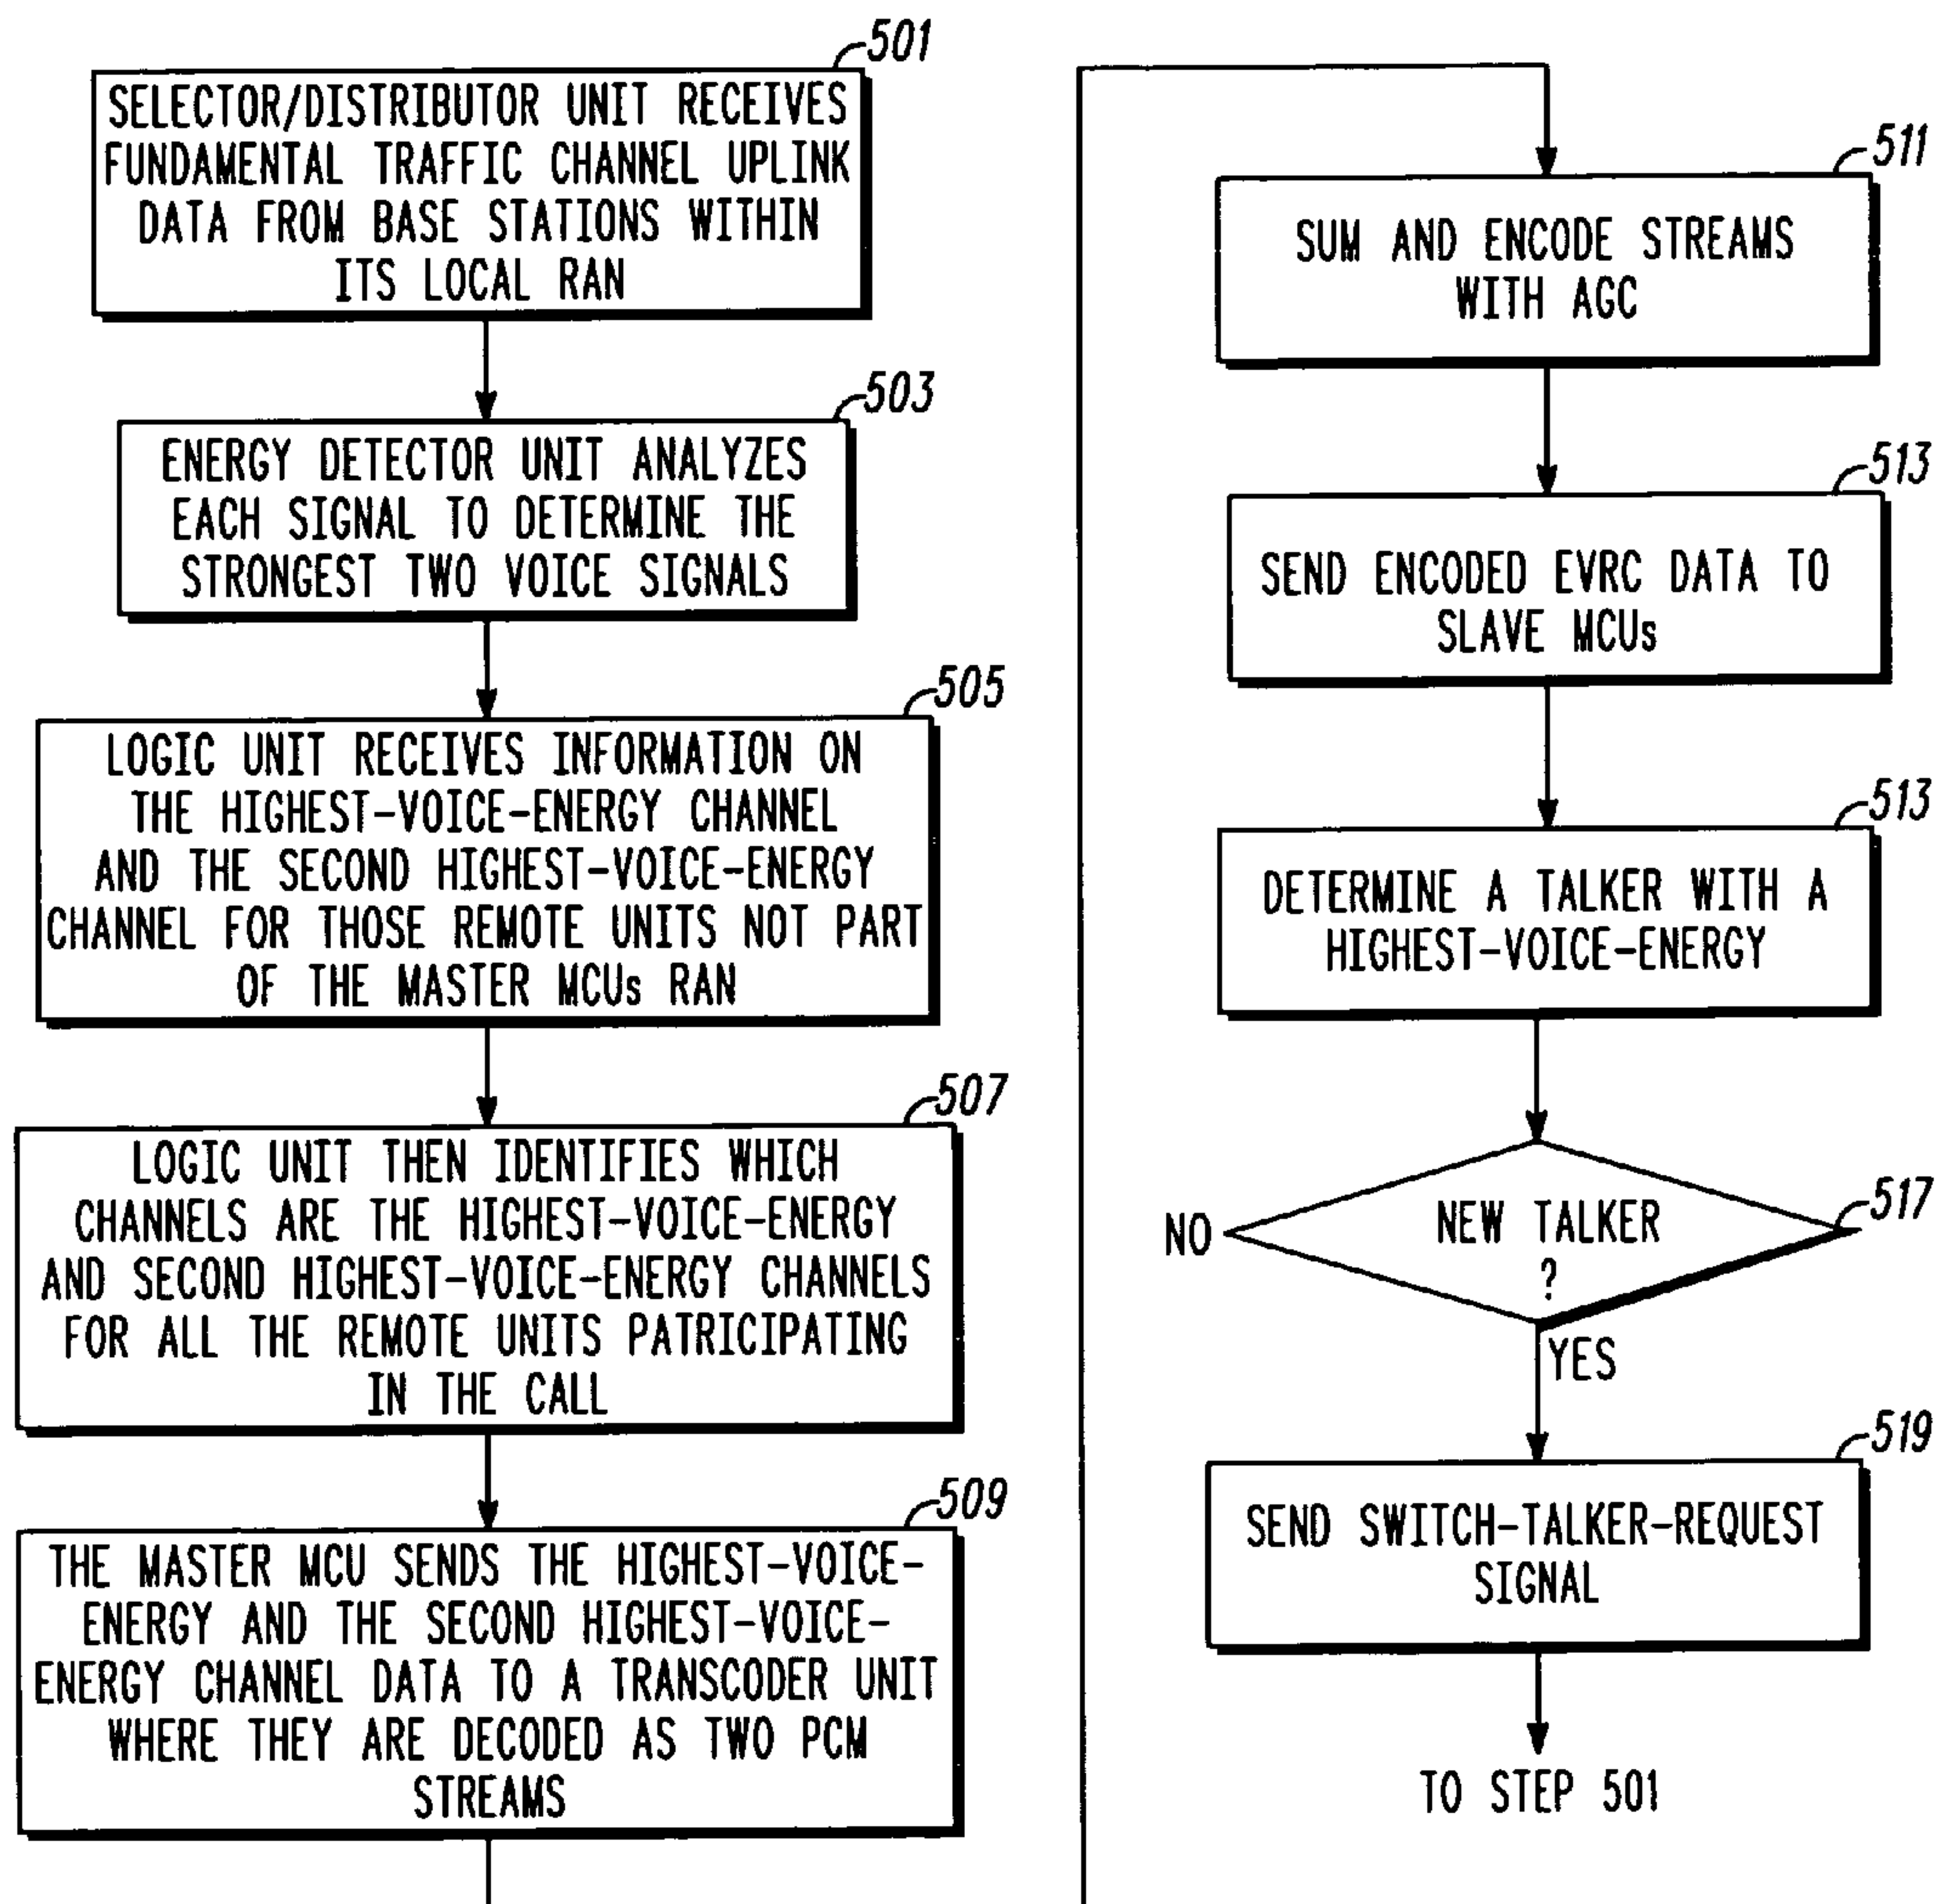 501
SELECTOR/DISTRIBUTOR UNIT RECEIVES
FUNDAMENTAL TRAFFIC CHANNEL UPLINK
DATA FROM BASE STATIONS WITHIN
ITS LOCAL RAN
503
ENERGY DETECTOR UNIT ANALYZES
EACH SIGNAL TO DETERMINE THE
STRONGEST TWO VOICE SIGNALS
505
LOGIC UNIT RECEIVES INFORMATION ON
THE HIGHEST-VOICE-ENERGY CHANNEL
AND THE SECOND HIGHEST-VOICE-ENERGY
CHANNEL FOR THOSE REMOTE UNITS NOT PART
OF THE MASTER MCUs RAN
507
LOGIC UNIT THEN IDENTIFIES WHICH
CHANNELS ARE THE HIGHEST-VOICE-ENERGY
AND SECOND HIGHEST-VOICE-ENERGY CHANNELS
FOR ALL THE REMOTE UNITS PATRICIPATING
IN THE CALL
509
THE MASTER MCU SENDS THE HIGHEST-VOICE-
ENERGY AND THE SECOND HIGHEST-VOICE-
ENERGY CHANNEL DATA TO A TRANSCODER UNIT
WHERE THEY ARE DECODED AS TWO PCM
STREAMS
511
SUM AND ENCODE STREAMS
WITH AGC
513
SEND ENCODED EVRC DATA TO
SLAVE MCUs
513
DETERMINE A TALKER WITH A
HIGHEST-VOICE-ENERGY
517
NO
NEW TALKER
?
YES
519
SEND SWITCH-TALKER-REQUEST
SIGNAL
TO STEP 501